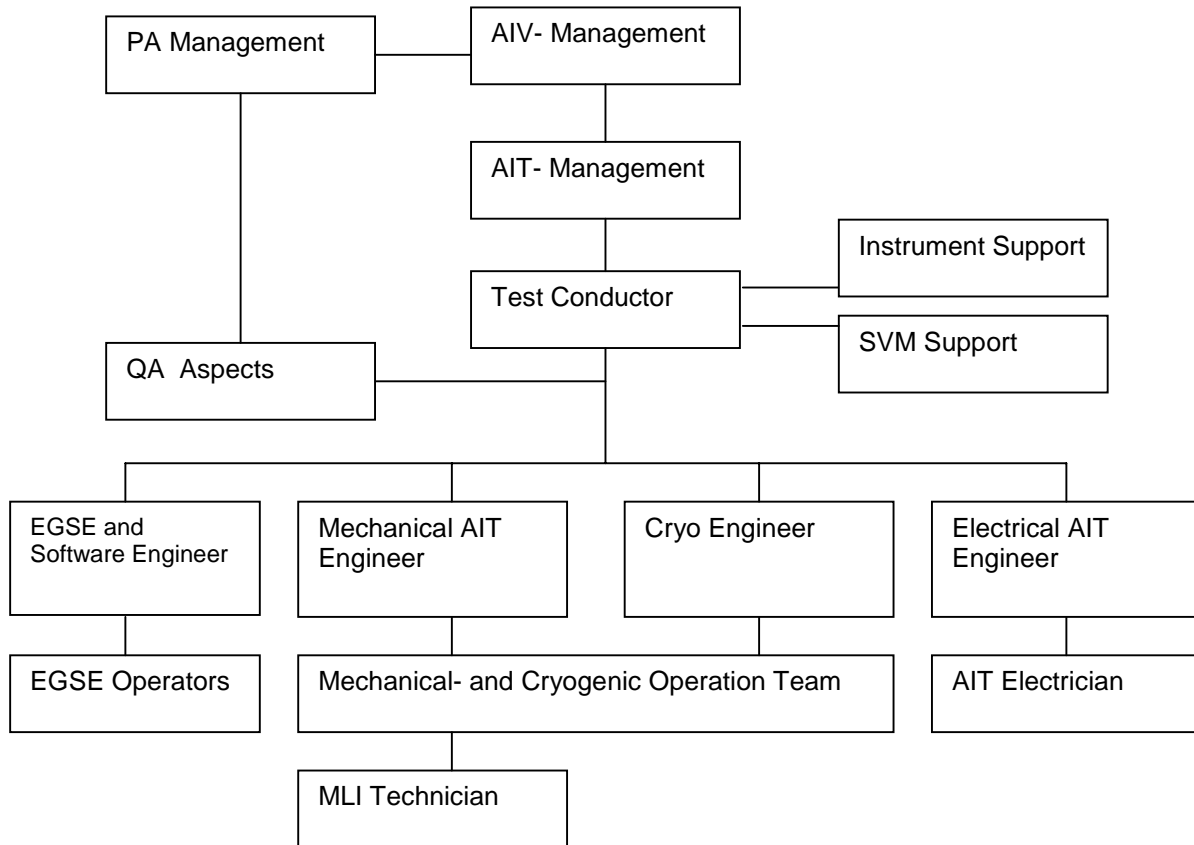 PA Management
AIV- Management
AIT- Management
Instrument Support
Test Conductor
SVM Support
QA  Aspects
EGSE and
Software Engineer
Mechanical AIT
Engineer
Cryo Engineer
Electrical AIT
Engineer
EGSE Operators
Mechanical- and Cryogenic Operation Team
AIT Electrician
MLI Technician